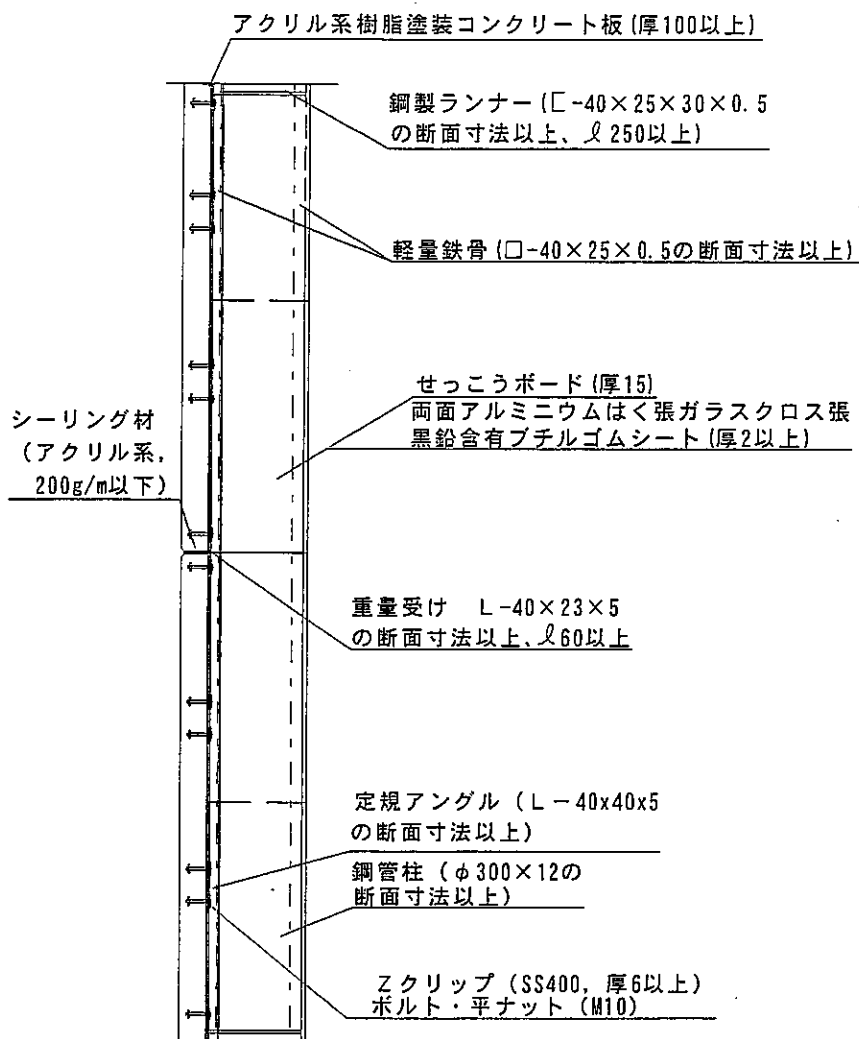 アクリル系樹脂塗装コンクリート板(厚100以上)
鋼製ランナー(匚-40×25×30×0.5
の断面寸法以上、ℓ250以上)
軽量鉄骨(□-40×25×0.5の断面寸法以上)
せっこうボード(厚15)
両面アルミニウムはく張ガラスクロス張
黒鉛含有ブチルゴムシート(厚2以上)
シーリング材
(アクリル系,
200g/m以下)
重量受け L-40×23×5
の断面寸法以上、ℓ60以上
定規アングル (L-40x40x5
の断面寸法以上)
鋼管柱 (φ300×12の
断面寸法以上)
Zクリップ (SS400, 厚6以上)
ボルト・平ナット (M10)